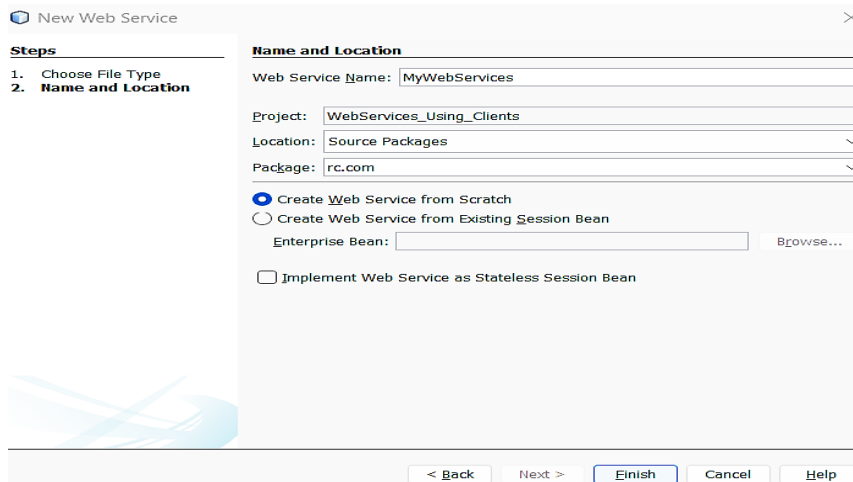 New Web Service
Steps
1. Choose File Type
2. Name and Location
Name and Location
Web Service Name: MyWebServices
Project: WebServices_Using_Clients
Location: Source Packages
Package: rc.com
Create Web Service from Scratch
Create Web Service from Existing Session Bean
Enterprise Bean: Browse...
Implement Web Service as Stateless Session Bean
< Back Next > Finish Cancel Help